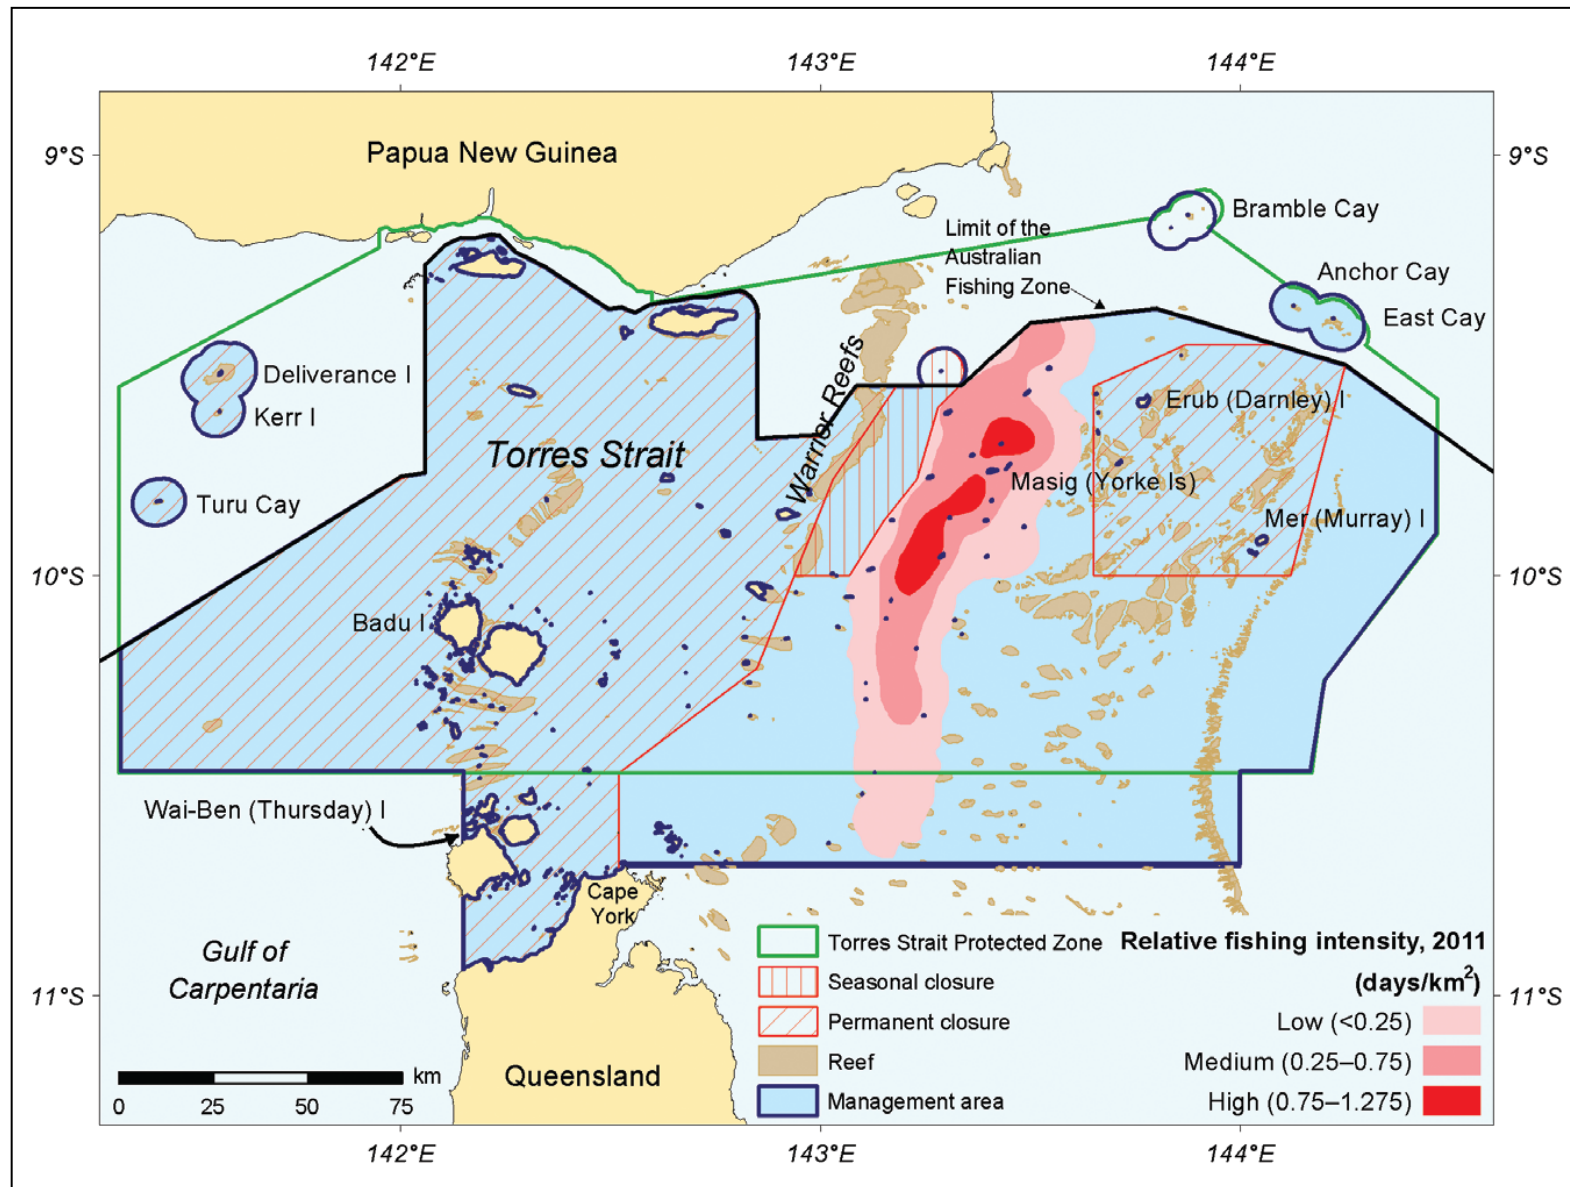 142°E
143°E
144°E
9°S
9°S
Papua New Guinea
Bramble Cay
Limit of the
Australian
Fishing Zone
Anchor Cay
East Cay
Deliverance I
Kerr I
Warrior Reefs
Erub (Darnley) I
Torres Strait
Masig (Yorke Is)
Turu Cay
Mer (Murray) I
10°S
10°S
Badu I
Wai-Ben (Thursday) I
Cape
York
Gulf of
Carpentaria
Torres Strait Protected Zone
Seasonal closure
Permanent closure
Reef
Management area
Relative fishing intensity, 2011
(days/km²)
Low (<0.25)
Medium (0.25–0.75)
High (0.75–1.275)
11°S
11°S
Queensland
km
0 25 50 75
142°E
143°E
144°E